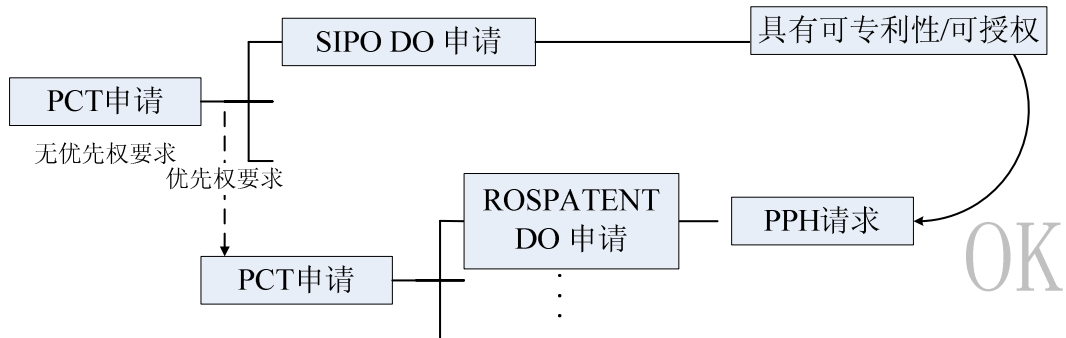 SIPO DO 申请
具有可专利性/可授权
PCT申请
无优先权要求
优先权要求
ROSPATENT
DO 申请
PPH请求
OK
PCT申请